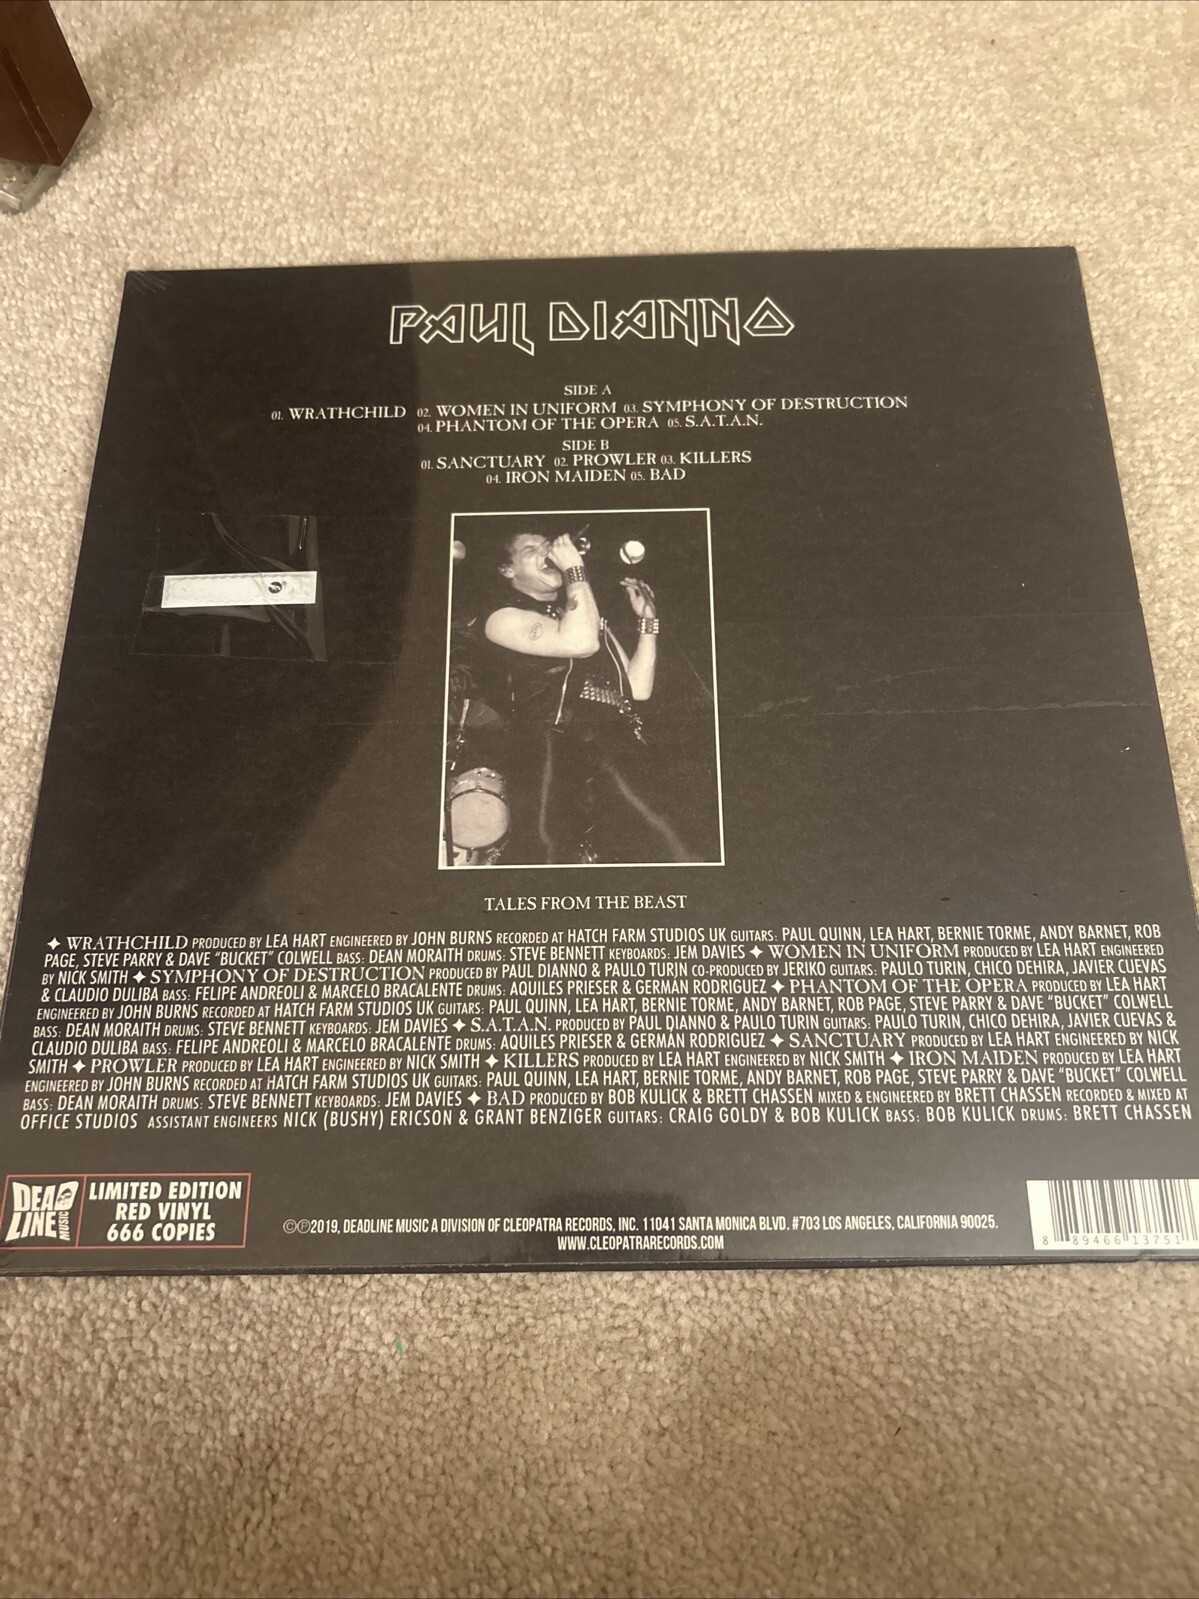 PAUL DIANNO
SIDE A
01. WRATHCHILD 02. WOMEN IN UNIFORM 03. SYMPHONY OF DESTRUCTION
04. PHANTOM OF THE OPERA 05. S.A.T.A.N.
SIDE B
01. SANCTUARY 02. PROWLER 03. KILLERS
04. IRON MAIDEN 05. BAD
TALES FROM THE BEAST
✦ WRATHCHILD PRODUCED BY LEA HART ENGINEERED BY JOHN BURNS RECORDED AT HATCH FARM STUDIOS UK GUITARS: PAUL QUINN, LEA HART, BERNIE TORME, ANDY BARNET, ROB
PAGE, STEVE PARRY & DAVE "BUCKET" COLWELL BASS: DEAN MORAITH DRUMS: STEVE BENNETT KEYBOARDS: JEM DAVIES ✦ WOMEN IN UNIFORM PRODUCED BY LEA HART ENGINEERED
BY NICK SMITH ✦ SYMPHONY OF DESTRUCTION PRODUCED BY PAUL DIANNO & PAULO TURIN CO-PRODUCED BY JERIKO GUITARS: PAULO TURIN, CHICO DEHIRA, JAVIER CUEVAS
& CLAUDIO DULIBA BASS: FELIPE ANDREOLI & MARCELO BRACALENTE DRUMS: AQUILES PRIESER & GERMÁN RODRIGUEZ ✦ PHANTOM OF THE OPERA PRODUCED BY LEA HART
ENGINEERED BY JOHN BURNS RECORDED AT HATCH FARM STUDIOS UK GUITARS: PAUL QUINN, LEA HART, BERNIE TORME, ANDY BARNET, ROB PAGE, STEVE PARRY & DAVE "BUCKET" COLWELL
BASS: DEAN MORAITH DRUMS: STEVE BENNETT KEYBOARDS: JEM DAVIES ✦ S.A.T.A.N. PRODUCED BY PAUL DIANNO & PAULO TURIN GUITARS: PAULO TURIN, CHICO DEHIRA, JAVIER CUEVAS &
CLAUDIO DULIBA BASS: FELIPE ANDREOLI & MARCELO BRACALENTE DRUMS: AQUILES PRIESER & GERMÁN RODRIGUEZ ✦ SANCTUARY PRODUCED BY LEA HART ENGINEERED BY NICK
SMITH ✦ PROWLER PRODUCED BY LEA HART ENGINEERED BY NICK SMITH ✦ KILLERS PRODUCED BY LEA HART ENGINEERED BY NICK SMITH ✦ IRON MAIDEN PRODUCED BY LEA HART
ENGINEERED BY JOHN BURNS RECORDED AT HATCH FARM STUDIOS UK GUITARS: PAUL QUINN, LEA HART, BERNIE TORME, ANDY BARNET, ROB PAGE, STEVE PARRY & DAVE "BUCKET" COLWELL
BASS: DEAN MORAITH DRUMS: STEVE BENNETT KEYBOARDS: JEM DAVIES ✦ BAD PRODUCED BY BOB KULICK & BRETT CHASSEN MIXED & ENGINEERED BY BRETT CHASSEN RECORDED & MIXED AT
OFFICE STUDIOS ASSISTANT ENGINEERS NICK (BUSHY) ERICSON & GRANT BENZIGER GUITARS: CRAIG GOLDY & BOB KULICK BASS: BOB KULICK DRUMS: BRETT CHASSEN
DEADLINE MUSIC
LIMITED EDITION
RED VINYL
666 COPIES
©℗2019, DEADLINE MUSIC A DIVISION OF CLEOPATRA RECORDS, INC. 11041 SANTA MONICA BLVD. #703 LOS ANGELES, CALIFORNIA 90025.
WWW.CLEOPATRARECORDS.COM
8 89466 13751